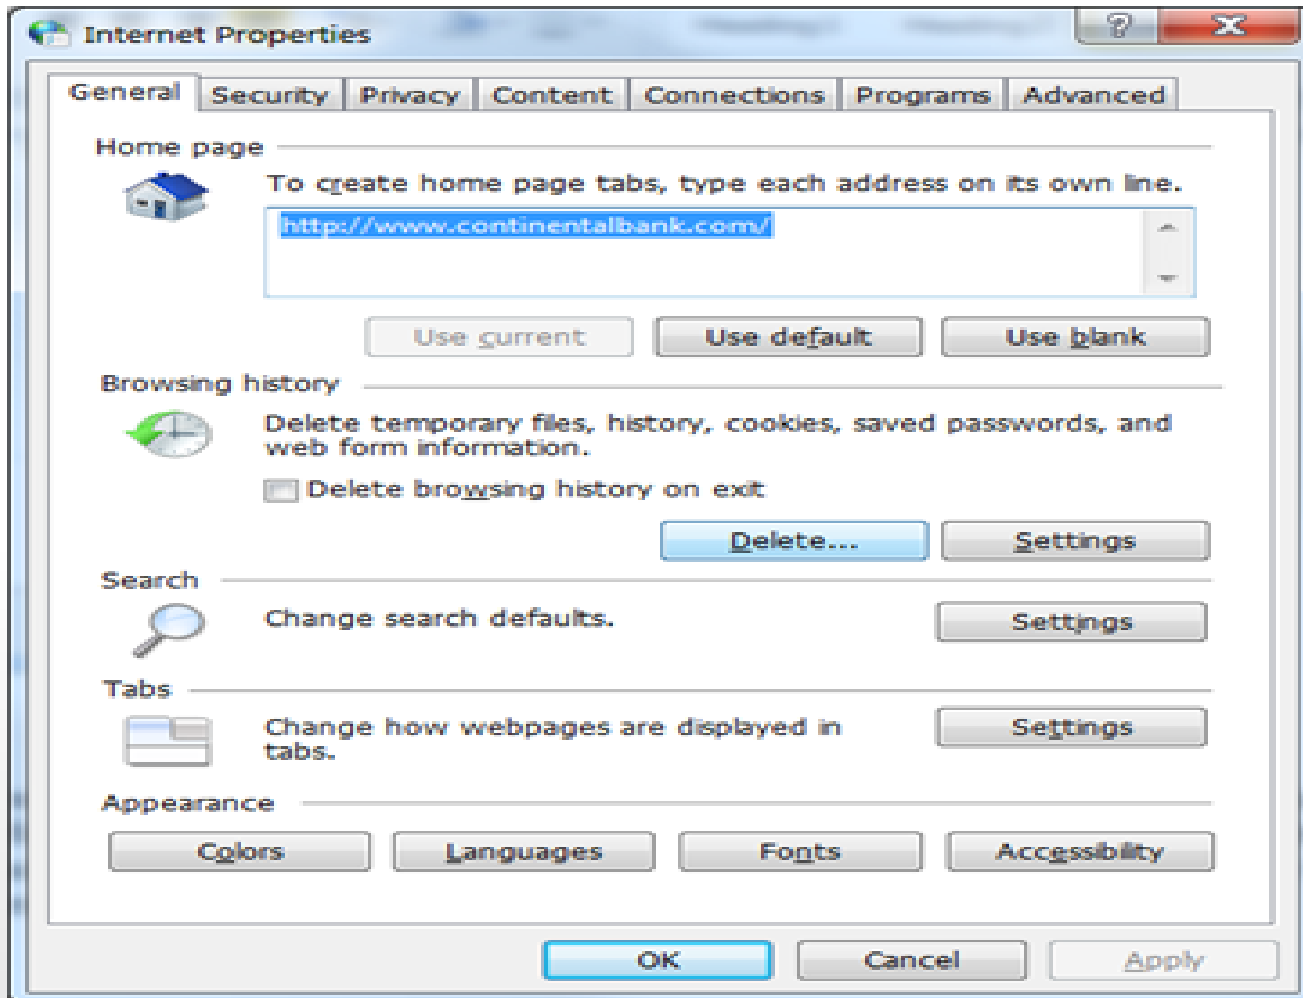 Internet Properties
General Security Privacy Content Connections Programs Advanced
Home page
To create home page tabs, type each address on its own line.
http://www.continentalbank.com/
Use current Use default Use blank
Browsing history
Delete temporary files, history, cookies, saved passwords, and
web form information.
Delete browsing history on exit
Delete... Settings
Search
Change search defaults.
Settings
Tabs
Change how webpages are displayed in
tabs.
Settings
Appearance
Colors Languages Fonts Accessibility
OK Cancel Apply